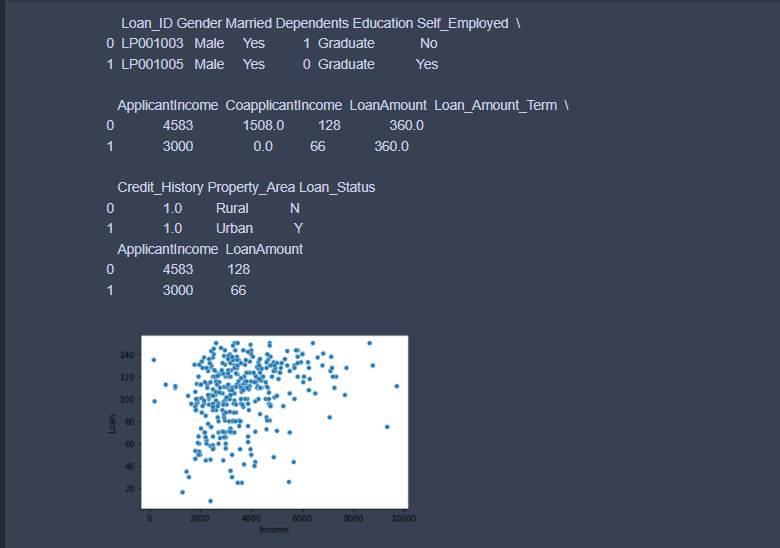 Loan_ID Gender Married Dependents Education Self_Employed \
0 LP001003 Male Yes 1 Graduate No
1 LP001005 Male Yes 0 Graduate Yes
ApplicantIncome CoapplicantIncome LoanAmount Loan_Amount_Term \
0 4583 1508.0 128 360.0
1 3000 0.0 66 360.0
Credit_History Property_Area Loan_Status
0 1.0 Rural N
1 1.0 Urban Y
ApplicantIncome LoanAmount
0 4583 128
1 3000 66
140
120
100
80
60
40
20
Loan
0 2000 4000 6000 8000 10000
Income